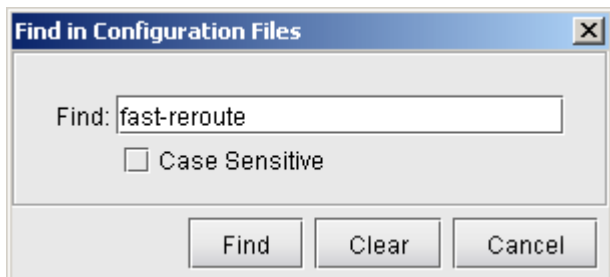 Find in Configuration Files
Find: fast-reroute
Case Sensitive
Find Clear Cancel